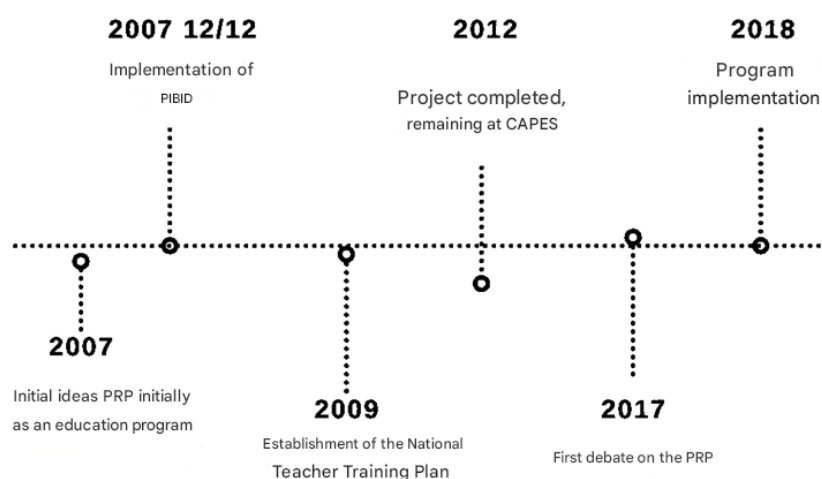 2007 12/12
Implementation of
PIBID
2012
Project completed,
remaining at CAPES
2018
Program
implementation
2007
Initial ideas PRP initially
as an education program
2009
Establishment of the National
Teacher Training Plan
2017
First debate on the PRP